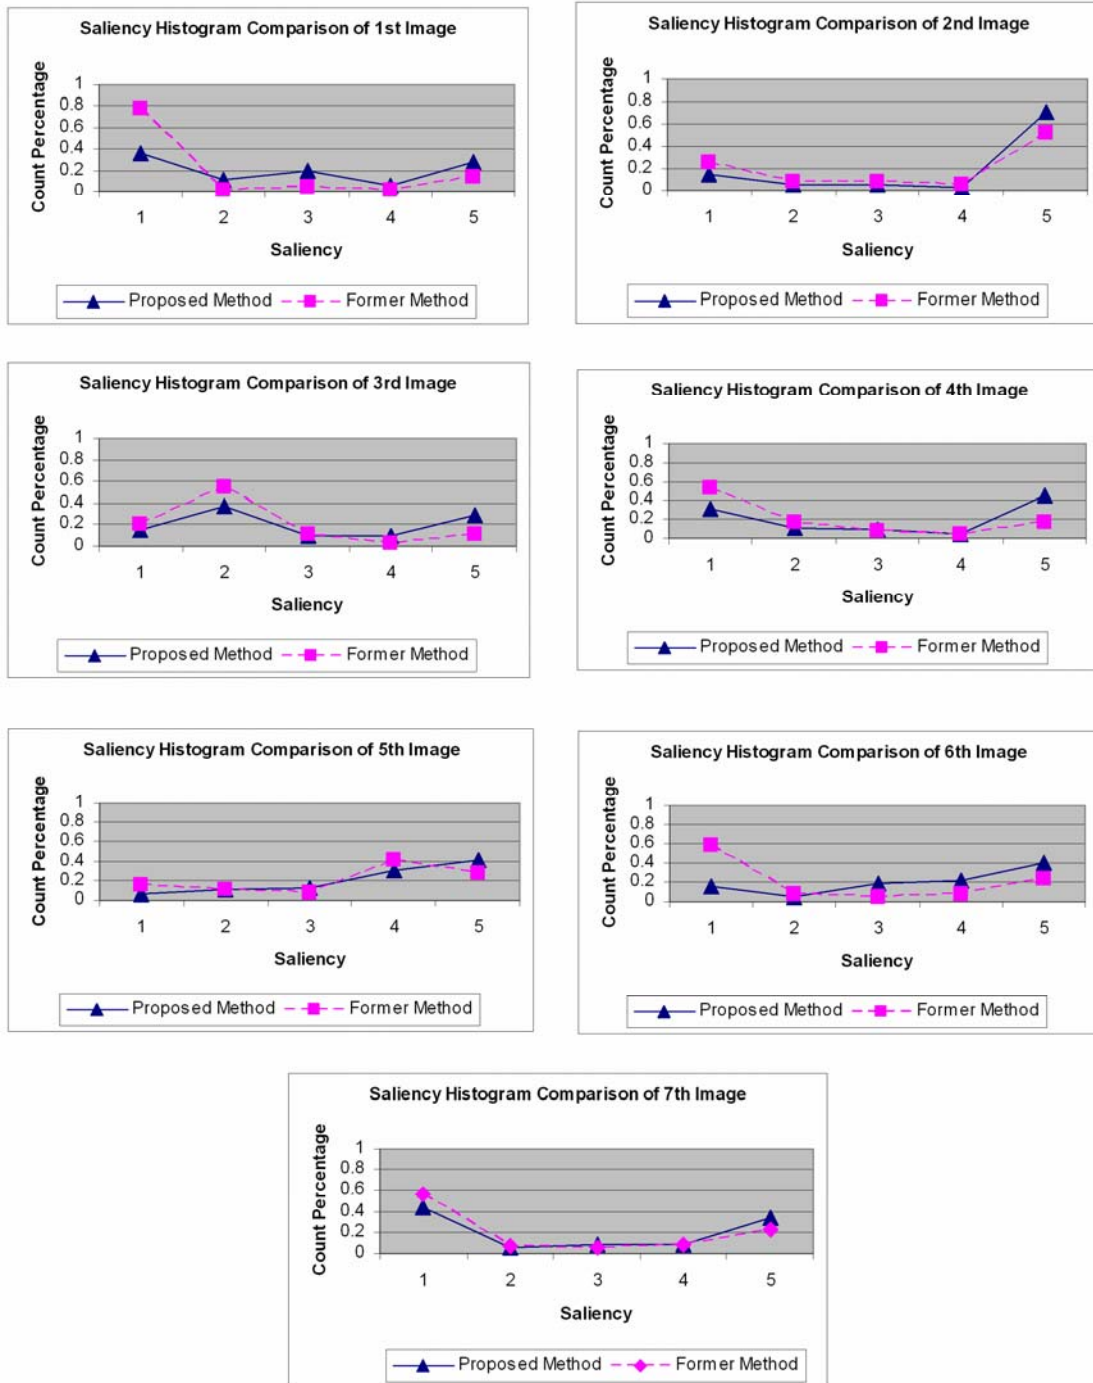 Saliency Histogram Comparison of 1st Image
Count Percentage
1
0.8
0.6
0.4
0.2
0
1 2 3 4 5
Saliency
Proposed Method Former Method
Saliency Histogram Comparison of 2nd Image
Count Percentage
1
0.8
0.6
0.4
0.2
0
1 2 3 4 5
Saliency
Proposed Method Former Method
Saliency Histogram Comparison of 3rd Image
Count Percentage
1
0.8
0.6
0.4
0.2
0
1 2 3 4 5
Saliency
Proposed Method Former Method
Saliency Histogram Comparison of 4th Image
Count Percentage
1
0.8
0.6
0.4
0.2
0
1 2 3 4 5
Saliency
Proposed Method Former Method
Saliency Histogram Comparison of 5th Image
Count Percentage
1
0.8
0.6
0.4
0.2
0
1 2 3 4 5
Saliency
Proposed Method Former Method
Saliency Histogram Comparison of 6th Image
Count Percentage
1
0.8
0.6
0.4
0.2
0
1 2 3 4 5
Saliency
Proposed Method Former Method
Saliency Histogram Comparison of 7th Image
Count Percentage
1
0.8
0.6
0.4
0.2
0
1 2 3 4 5
Saliency
Proposed Method Former Method